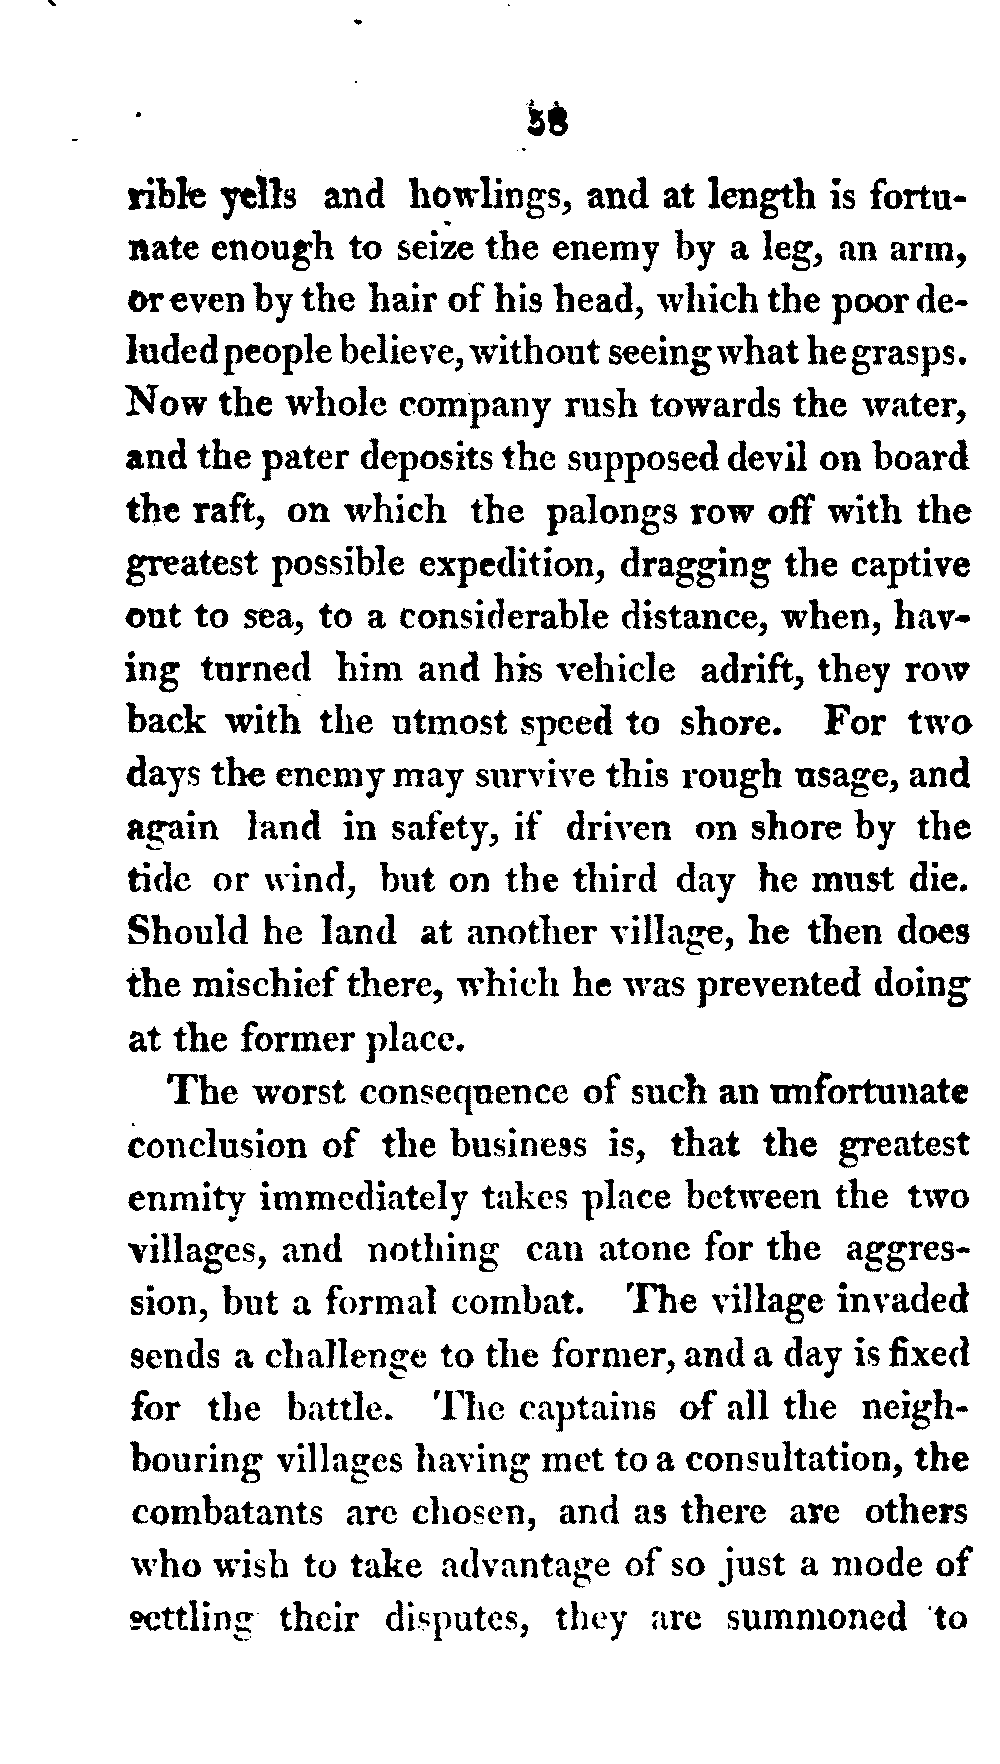 58
rible yells and howlings, and at length is fortu-
nate enough to seize the enemy by a leg, an arm,
or even by the hair of his head, which the poor de-
luded people believe, without seeing what he grasps.
Now the whole company rush towards the water,
and the pater deposits the supposed devil on board
the raft, on which the palongs row off with the
greatest possible expedition, dragging the captive
out to sea, to a considerable distance, when, hav-
ing turned him and his vehicle adrift, they row
back with the utmost speed to shore. For two
days the enemy may survive this rough usage, and
again land in safety, if driven on shore by the
tide or wind, but on the third day he must die.
Should he land at another village, he then does
the mischief there, which he was prevented doing
at the former place.
The worst consequence of such an unfortunate
conclusion of the business is, that the greatest
enmity immediately takes place between the two
villages, and nothing can atone for the aggres-
sion, but a formal combat. The village invaded
sends a challenge to the former, and a day is fixed
for the battle. The captains of all the neigh-
bouring villages having met to a consultation, the
combatants are chosen, and as there are others
who wish to take advantage of so just a mode of
settling their disputes, they are summoned to